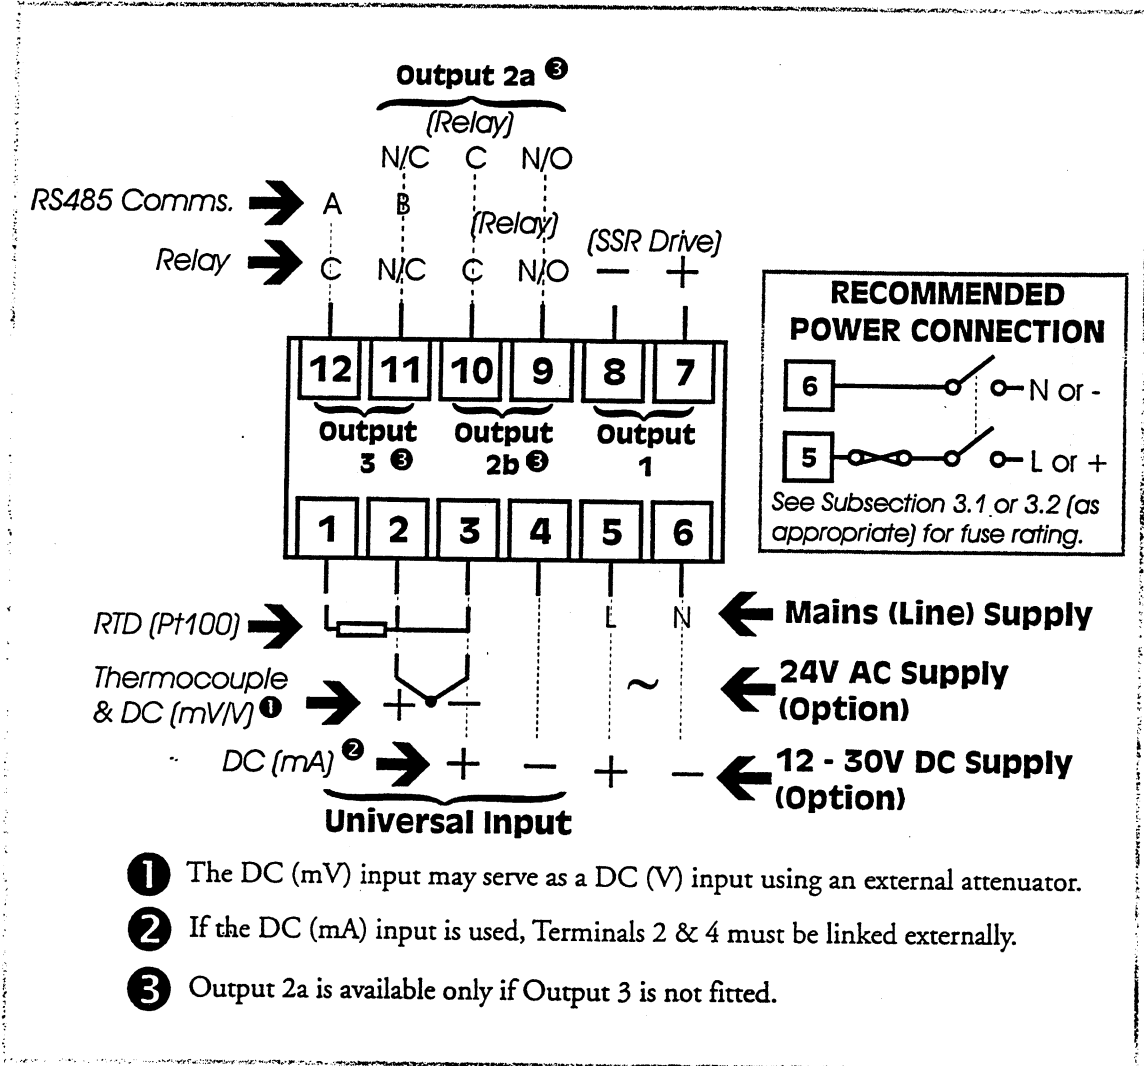 Output 2a ❸
(Relay)
N/C C N/O
RS485 Comms. A B
(Relay)
(SSR Drive)
Relay C N/C C N/O − +
12 11 10 9 8 7
Output 3 ❸
Output 2b ❸
Output 1
1 2 3 4 5 6
RECOMMENDED
POWER CONNECTION
6 N or -
5 L or +
See Subsection 3.1 or 3.2 (as
appropriate) for fuse rating.
RTD (Pt100)
L N
Mains (Line) Supply
Thermocouple
& DC (mV/V) ❶ + −
~
24V AC Supply
(Option)
DC (mA) ❷ + − + −
12 - 30V DC Supply
(Option)
Universal Input
❶ The DC (mV) input may serve as a DC (V) input using an external attenuator.
❷ If the DC (mA) input is used, Terminals 2 & 4 must be linked externally.
❸ Output 2a is available only if Output 3 is not fitted.